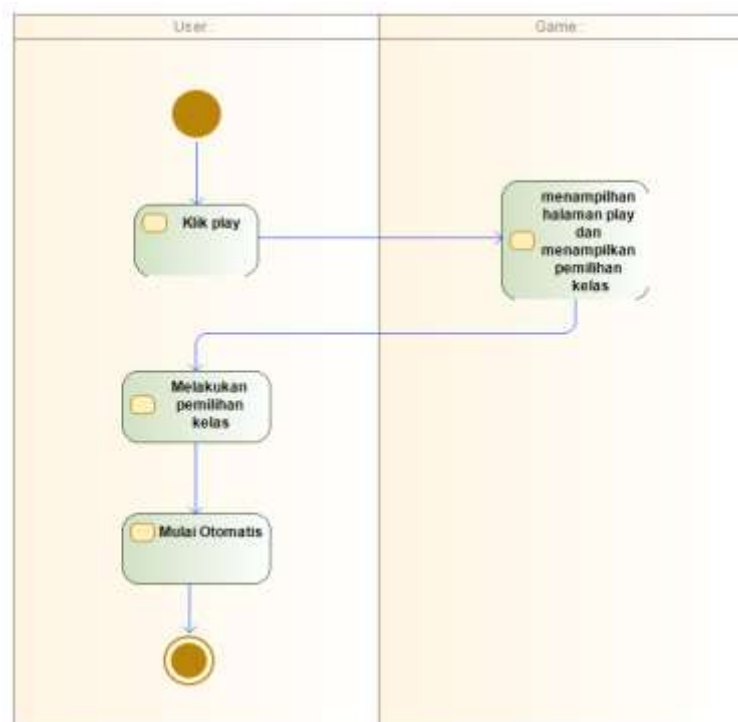 User
Game
Klik play
menampilhan
halaman play
dan
menampilkan
pemilihan
kelas
Melakukan
pemilihan
kelas
Mulai Otomatis